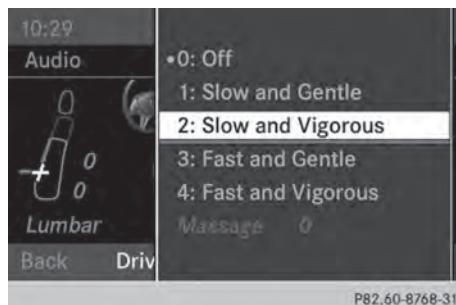 10:29
Audio
•0: Off
1: Slow and Gentle
2: Slow and Vigorous
3: Fast and Gentle
4: Fast and Vigorous
0
0
0
Lumbar
Massage 0
Back Driv
P82.60-8768-31